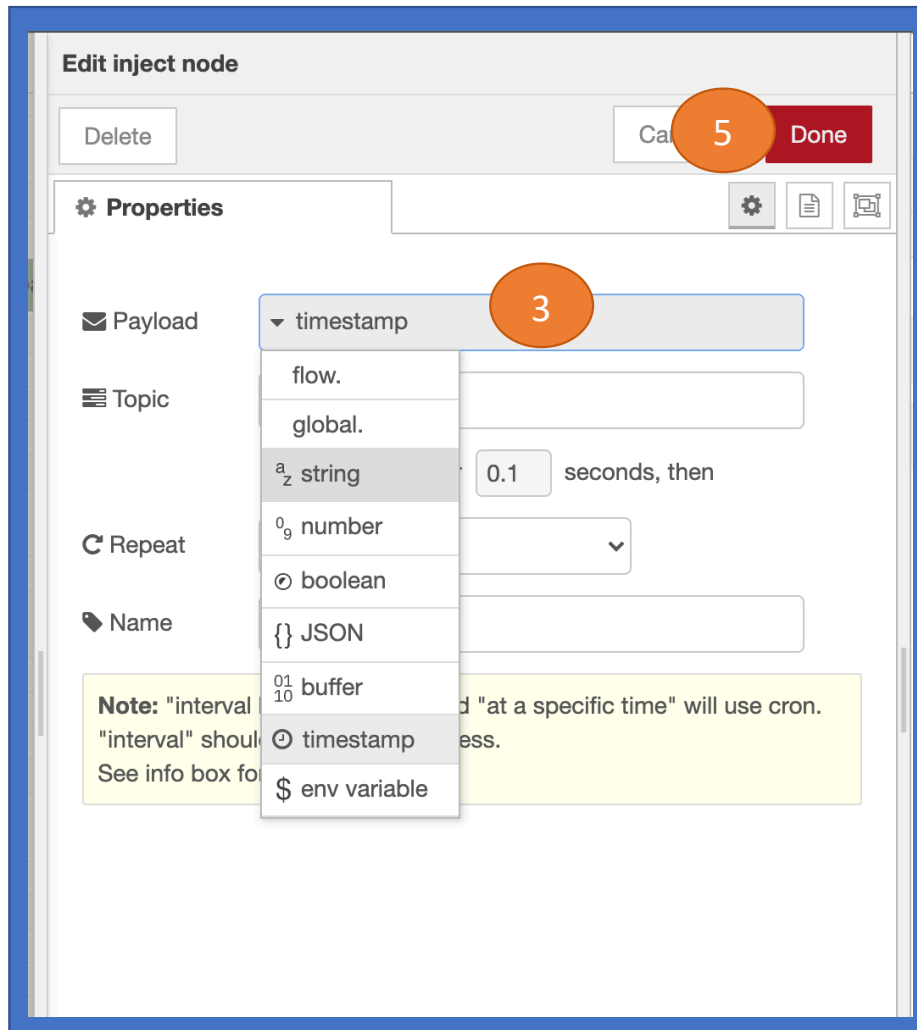 Edit inject node
Delete
Ca
5
Done
Properties
Payload
timestamp
3
flow.
Topic
global.
string
0.1
seconds, then
number
Repeat
boolean
Name
{} JSON
buffer
Note: "interval
d "at a specific time" will use cron.
timestamp
"interval" shoul
ess.
See info box fo
$ env variable